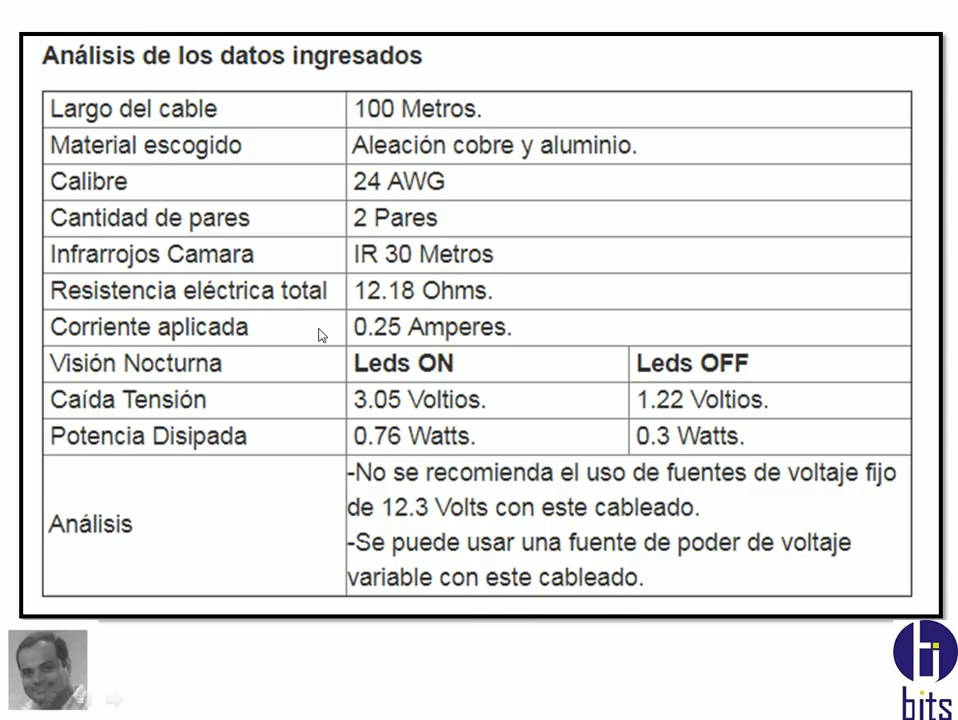 Análisis de los datos ingresados
Largo del cable 100 Metros.
Material escogido Aleación cobre y aluminio.
Calibre 24 AWG
Cantidad de pares 2 Pares
Infrarrojos Camara IR 30 Metros
Resistencia eléctrica total 12.18 Ohms.
Corriente aplicada 0.25 Amperes.
Visión Nocturna Leds ON Leds OFF
Caída Tensión 3.05 Voltios. 1.22 Voltios.
Potencia Disipada 0.76 Watts. 0.3 Watts.
Análisis
-No se recomienda el uso de fuentes de voltaje fijo
de 12.3 Volts con este cableado.
-Se puede usar una fuente de poder de voltaje
variable con este cableado.
bits